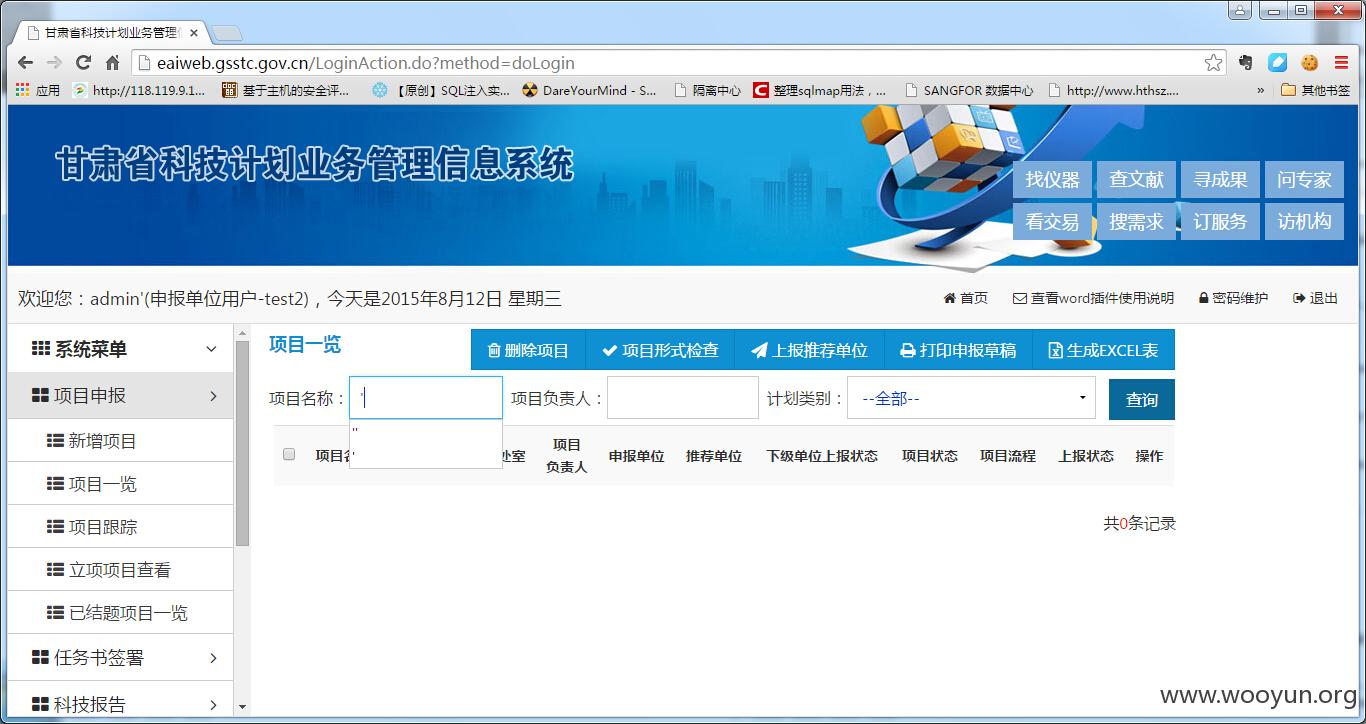 甘肃省科技计划业务管理
eaiweb.gsstc.gov.cn/LoginAction.do?method=doLogin
应用 http://118.119.9.1... 基于主机的安全评... 【原创】SQL注入实... DareYourMind - S... 隔离中心 整理sqlmap用法，... SANGFOR 数据中心 http://www.hthsz.... » 其他书签
甘肃省科技计划业务管理信息系统
找仪器 查文献 寻成果 问专家
看交易 搜需求 订服务 访机构
欢迎您：admin'(申报单位用户-test2)，今天是2015年8月12日 星期三
首页 查看word插件使用说明 密码维护 退出
系统菜单
项目申报
新增项目
项目一览
项目跟踪
立项项目查看
已结题项目一览
任务书签署
科技报告
项目一览
删除项目 项目形式检查 上报推荐单位 打印申报草稿 生成EXCEL表
项目名称： ' 项目负责人： 计划类别： --全部-- 查询
''
'
项目 处室 项目 负责人 申报单位 推荐单位 下级单位上报状态 项目状态 项目流程 上报状态 操作
共0条记录
www.wooyun.org